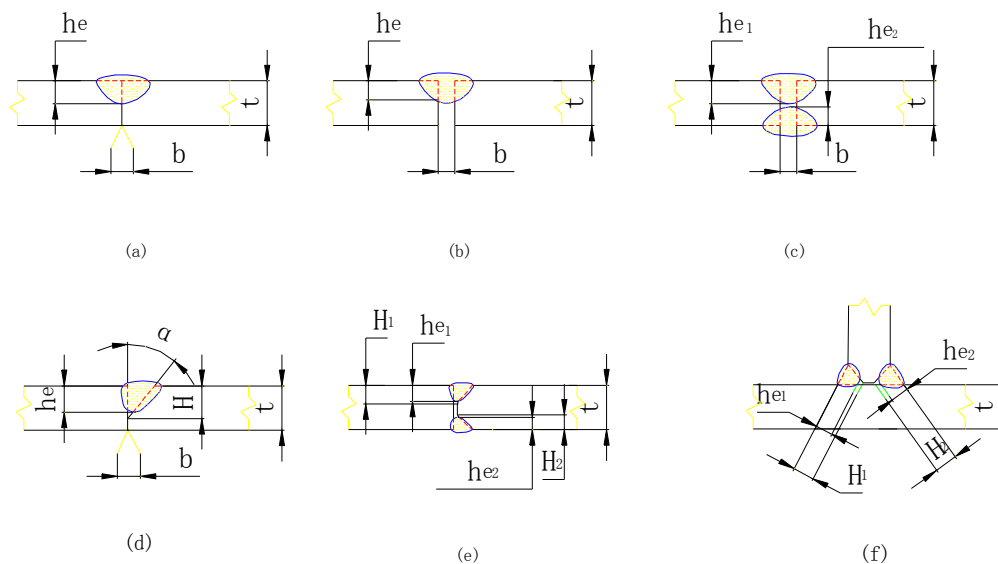 he
t
b
(a)
he
t
b
(b)
he₁
he₂
t
b
(c)
α
he
H
t
b
(d)
H₁
he₁
t
H₂
he₂
(e)
he₂
he₁
t
H₂
H₁
(f)